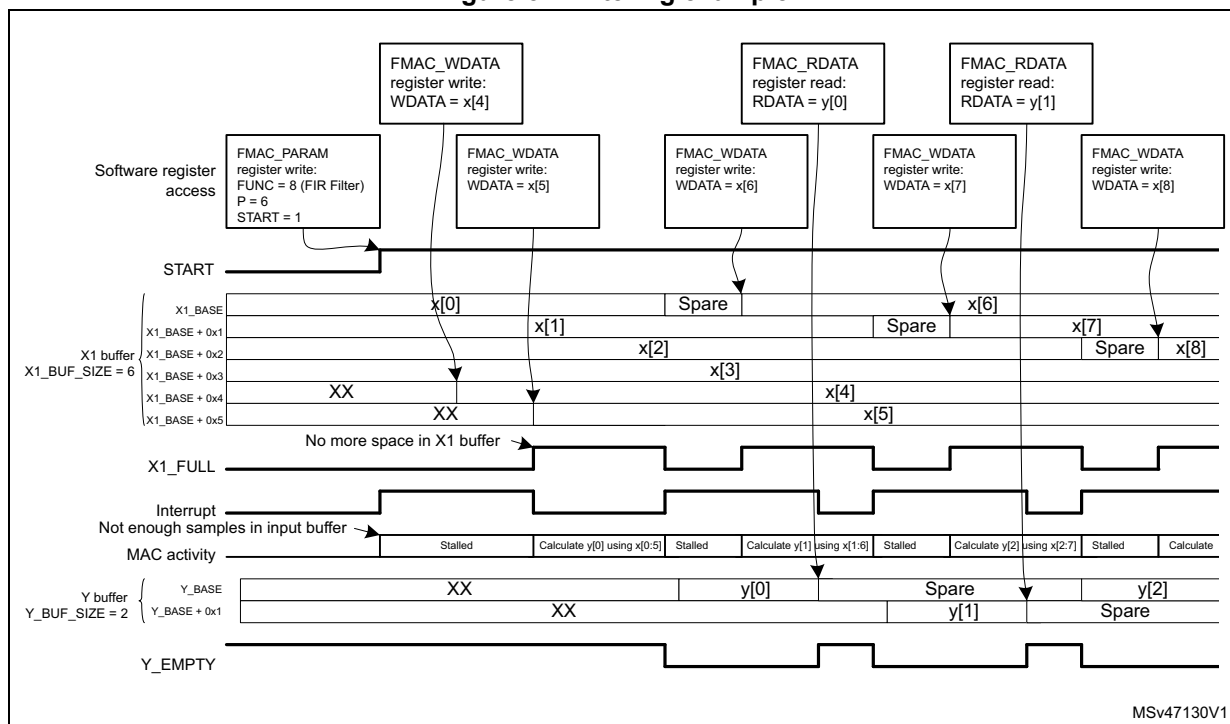 FMAC_WDATA
register write:
WDATA = x[4]
FMAC_RDATA
register read:
RDATA = y[0]
FMAC_RDATA
register read:
RDATA = y[1]
Software register
access
FMAC_PARAM
register write:
FUNC = 8 (FIR Filter)
P = 6
START = 1
FMAC_WDATA
register write:
WDATA = x[5]
FMAC_WDATA
register write:
WDATA = x[6]
FMAC_WDATA
register write:
WDATA = x[7]
FMAC_WDATA
register write:
WDATA = x[8]
START
X1 buffer
X1_BUF_SIZE = 6
X1_BASE x[0] Spare x[6]
X1_BASE + 0x1 x[1] Spare x[7]
X1_BASE + 0x2 x[2] Spare x[8]
X1_BASE + 0x3 x[3]
X1_BASE + 0x4 XX x[4]
X1_BASE + 0x5 XX x[5]
No more space in X1 buffer
X1_FULL
Interrupt
Not enough samples in input buffer
MAC activity Stalled Calculate y[0] using x[0:5] Stalled Calculate y[1] using x[1:6] Stalled Calculate y[2] using x[2:7] Stalled Calculate
Y buffer
Y_BUF_SIZE = 2
Y_BASE XX y[0] Spare y[2]
Y_BASE + 0x1 XX y[1] Spare
Y_EMPTY
MSv47130V1